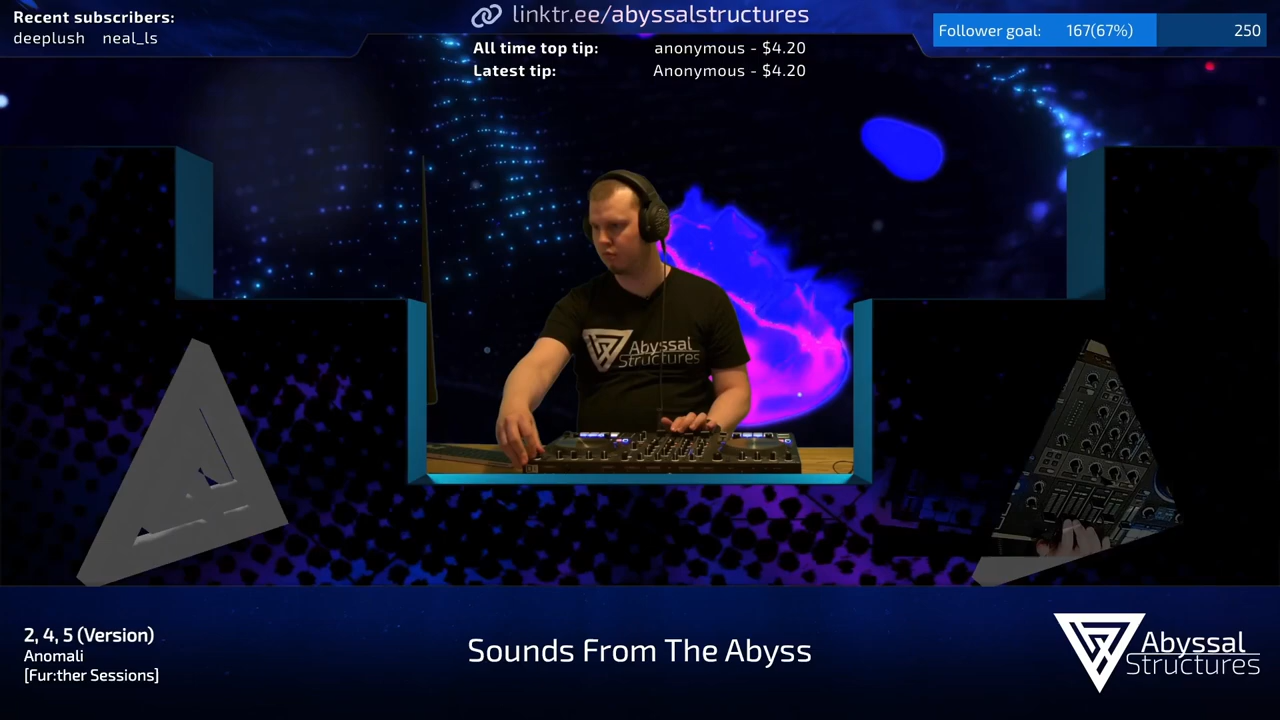 Recent subscribers:
deeplush neal_ls
linktr.ee/abyssalstructures
All time top tip: anonymous - $4.20
Latest tip: Anonymous - $4.20
Follower goal: 167(67%) 250
Abyssal
Structures
2, 4, 5 (Version)
Anomali
[Fur:ther Sessions]
Sounds From The Abyss
Abyssal
Structures